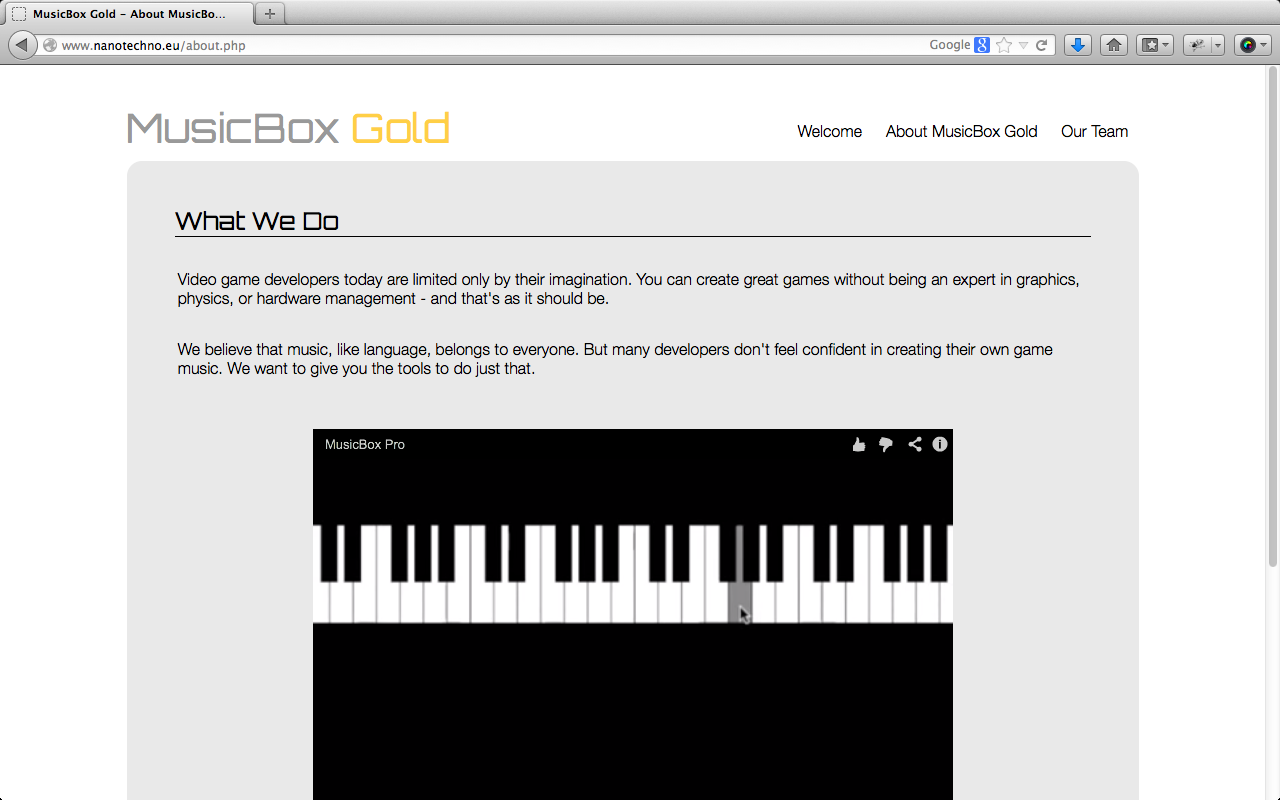 MusicBox Gold - About MusicBo...
www.nanotechno.eu/about.php
Google
MusicBox Gold
Welcome About MusicBox Gold Our Team
What We Do
Video game developers today are limited only by their imagination. You can create great games without being an expert in graphics,
physics, or hardware management - and that's as it should be.
We believe that music, like language, belongs to everyone. But many developers don't feel confident in creating their own game
music. We want to give you the tools to do just that.
MusicBox Pro